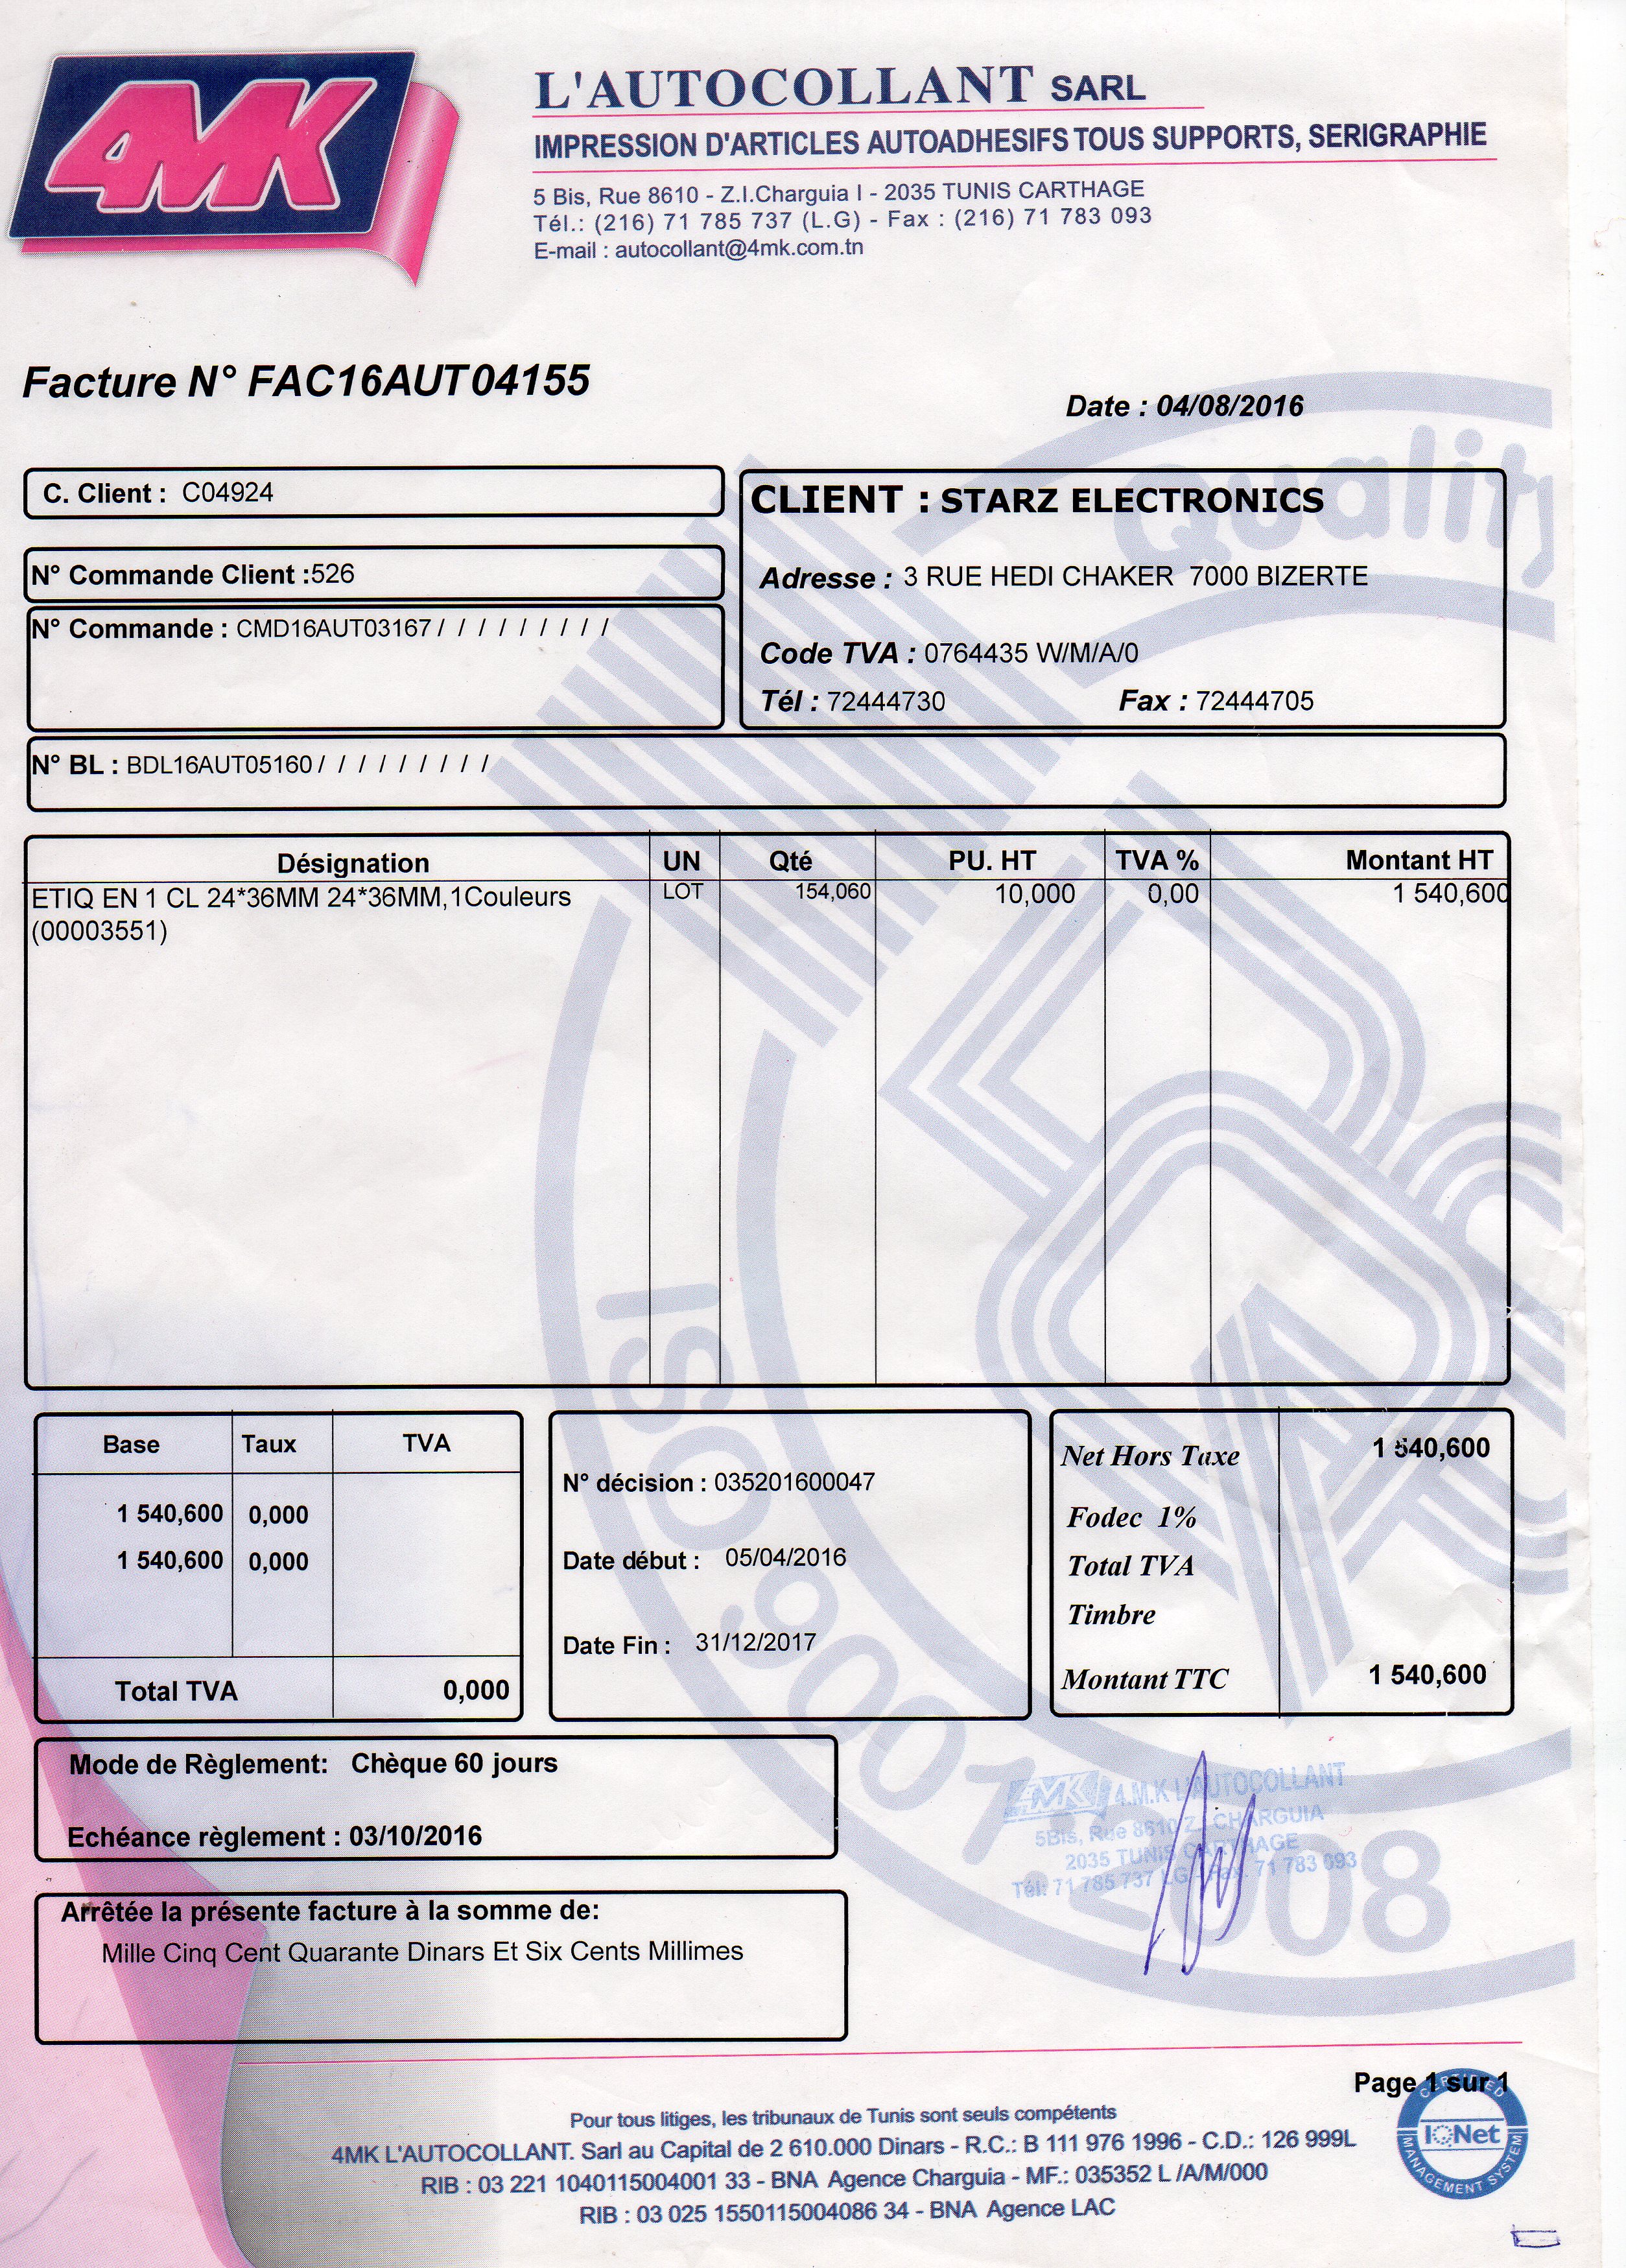 4MK
L'AUTOCOLLANT SARL
IMPRESSION D'ARTICLES AUTOADHESIFS TOUS SUPPORTS, SERIGRAPHIE
5 Bis, Rue 8610 - Z.I.Charguia I - 2035 TUNIS CARTHAGE
Tél.: (216) 71 785 737 (L.G) - Fax : (216) 71 783 093
E-mail : autocollant@4mk.com.tn
Facture N° FAC16AUT04155
Date : 04/08/2016
Quality
C. Client : C04924
CLIENT : STARZ ELECTRONICS
N° Commande Client :526
Adresse : 3 RUE HEDI CHAKER 7000 BIZERTE
N° Commande : CMD16AUT03167 / / / / / / / / /
Code TVA : 0764435 W/M/A/0
Tél : 72444730 Fax : 72444705
N° BL : BDL16AUT05160 / / / / / / / / /
Désignation UN Qté PU. HT TVA % Montant HT
ETIQ EN 1 CL 24*36MM 24*36MM,1Couleurs LOT 154,060 10,000 0,00 1 540,600
(00003551)
Base Taux TVA
1 540,600 0,000
1 540,600 0,000
Total TVA 0,000
N° décision : 035201600047
Date début : 05/04/2016
Date Fin : 31/12/2017
Net Hors Taxe 1 540,600
Fodec 1%
Total TVA
Timbre
Montant TTC 1 540,600
ISO 9001-2008
Mode de Règlement: Chèque 60 jours
Echéance règlement : 03/10/2016
4MK 4.M.K L'AUTOCOLLANT
5Bis, Rue 8610 Z.I CHARGUIA
2035 TUNIS CARTHAGE
Tél: 71 785 737 LG - Fax. 71 783 093
Arrêtée la présente facture à la somme de:
Mille Cinq Cent Quarante Dinars Et Six Cents Millimes
Page 1 sur 1
Pour tous litiges, les tribunaux de Tunis sont seuls compétents
4MK L'AUTOCOLLANT. Sarl au Capital de 2 610.000 Dinars - R.C.: B 111 976 1996 - C.D.: 126 999L
RIB : 03 221 1040115004001 33 - BNA Agence Charguia - MF.: 035352 L /A/M/000
RIB : 03 025 1550115004086 34 - BNA Agence LAC
CERTIFIED
IQNet
MANAGEMENT SYSTEM